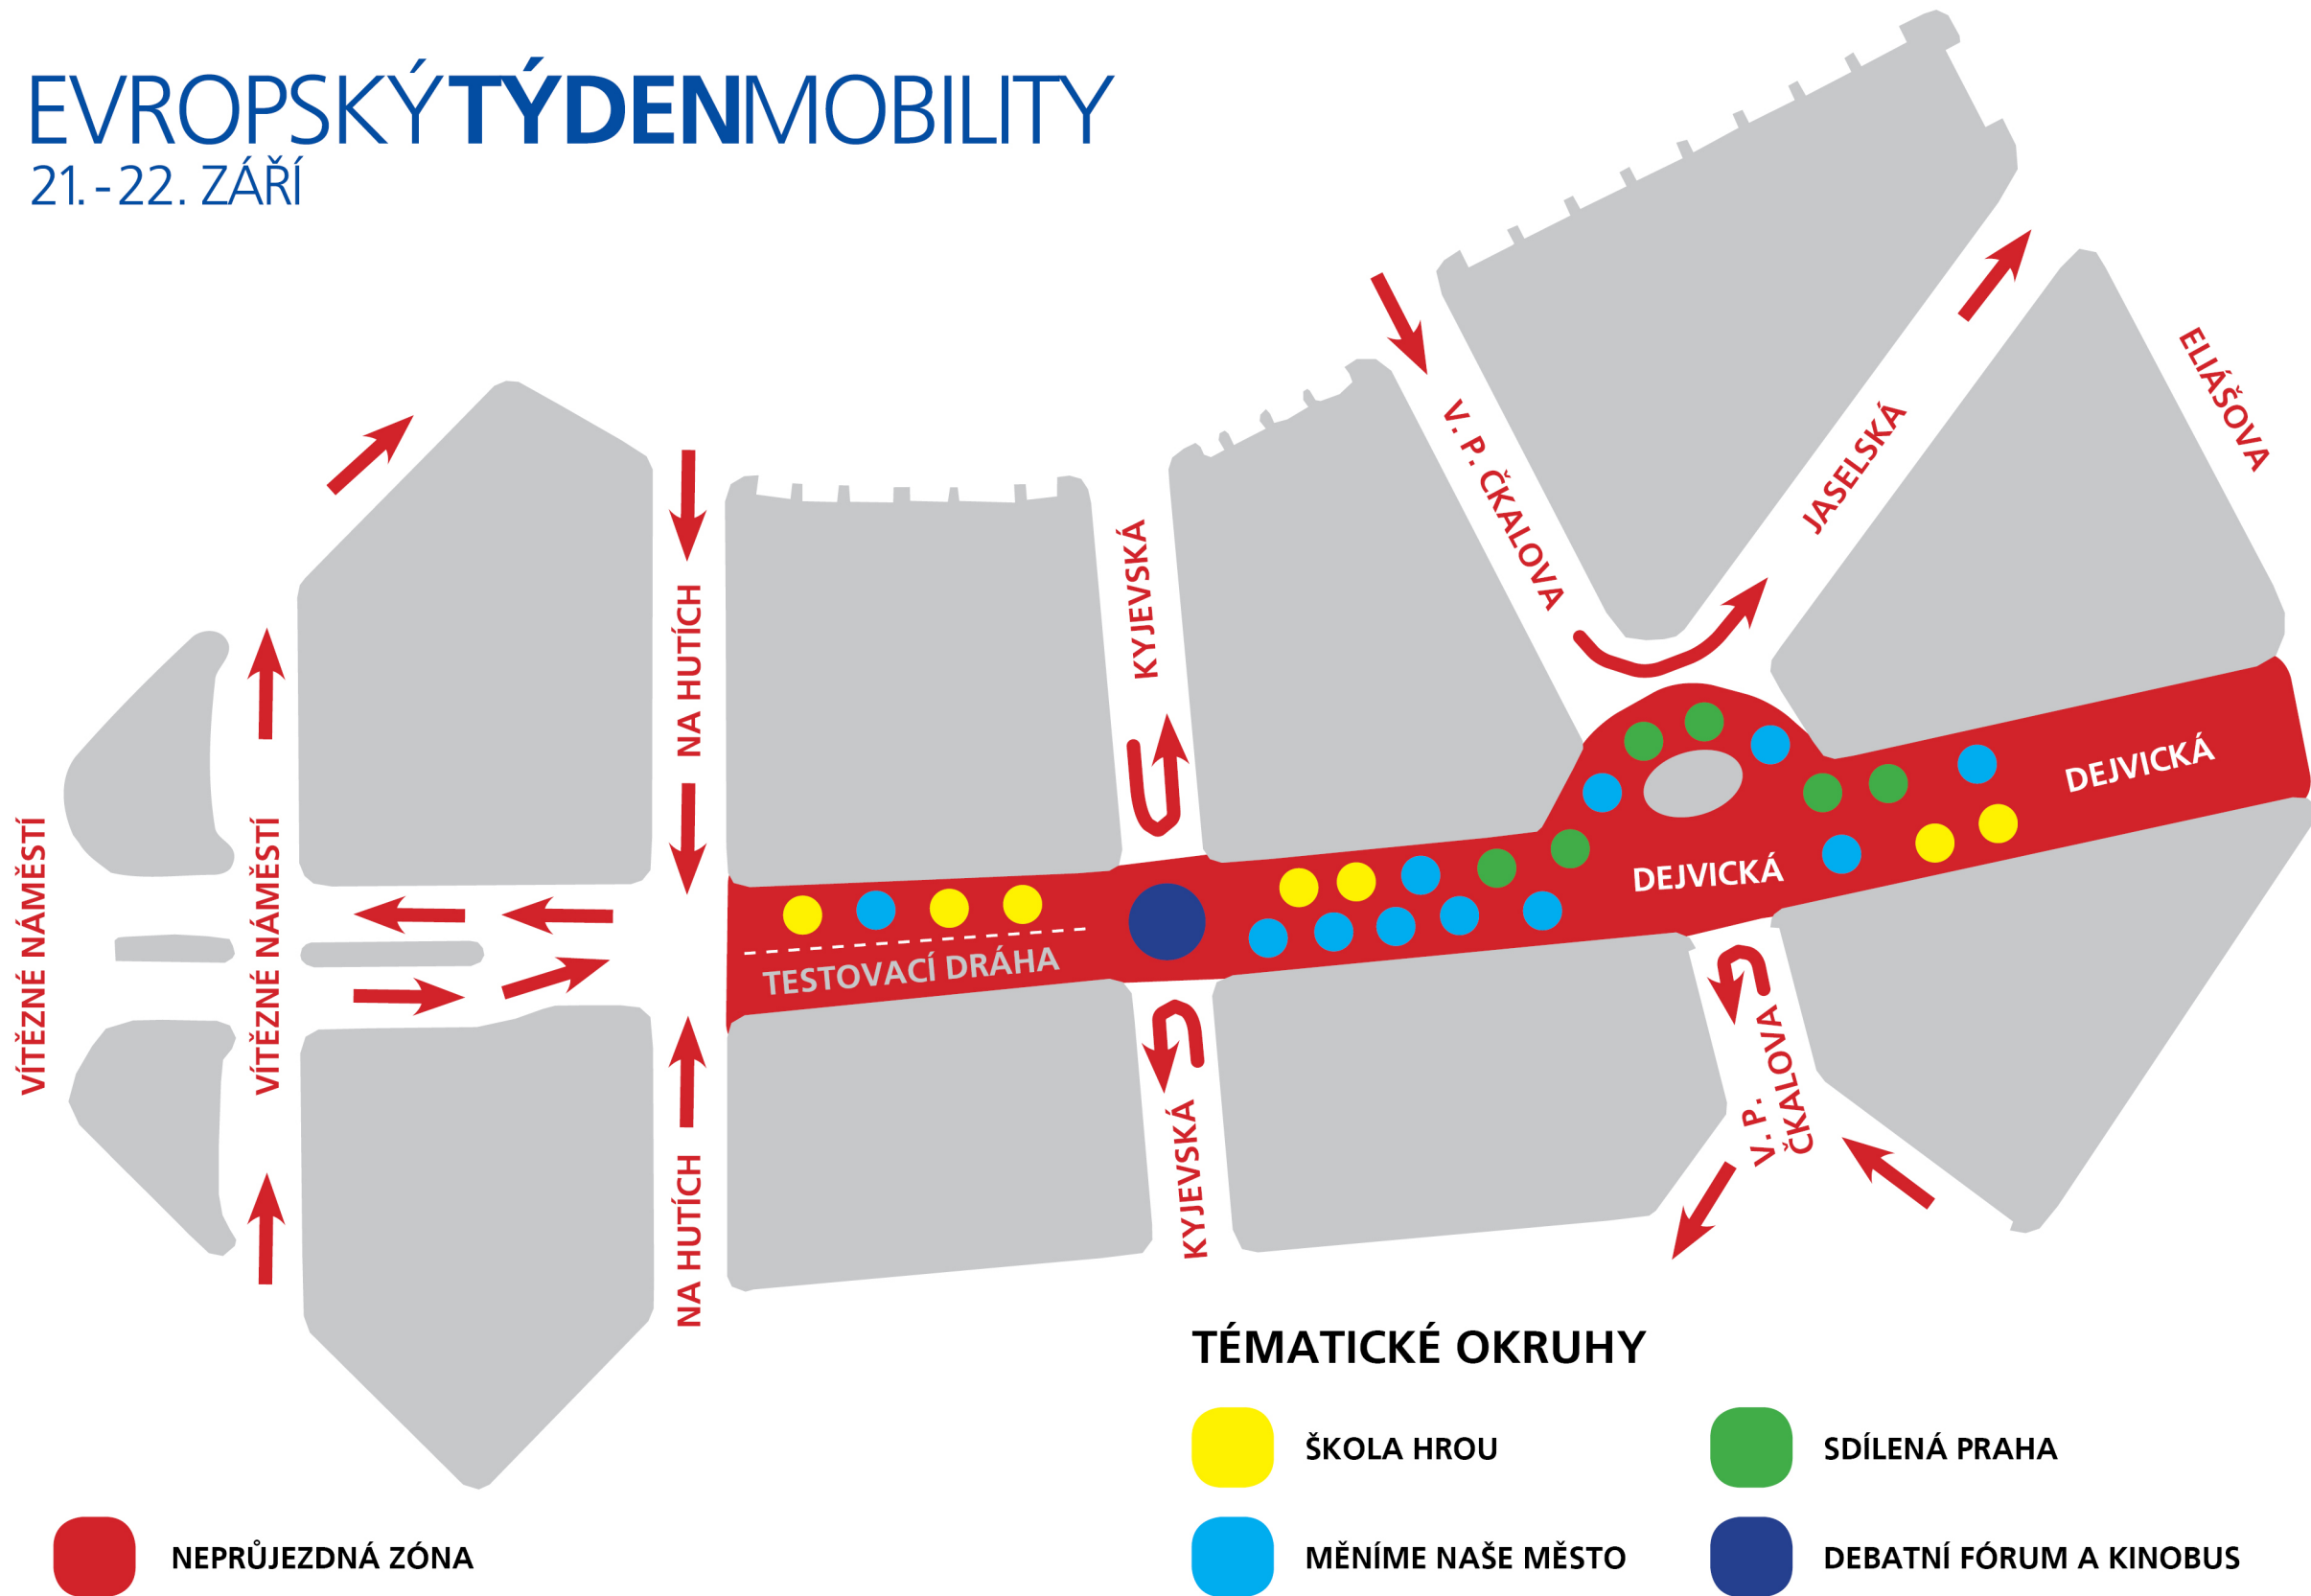 EVROPSKÝTÝDENMOBILITY
21.-22. ZÁŘÍ
V. P. ČKALOVA
JASELSKÁ
ELIÁŠOVA
KYJEVSKÁ
NA HUTÍCH
VÍTĚZNÉ NÁMĚSTÍ
VÍTĚZNÉ NÁMĚSTÍ
DEJVICKÁ
DEJVICKÁ
TESTOVACÍ DRÁHA
V. P.
ČKALOVA
KYJEVSKÁ
NA HUTÍCH
TÉMATICKÉ OKRUHY
ŠKOLA HROU
SDÍLENÁ PRAHA
NEPRŮJEZDNÁ ZÓNA
MĚNÍME NAŠE MĚSTO
DEBATNÍ FÓRUM A KINOBUS